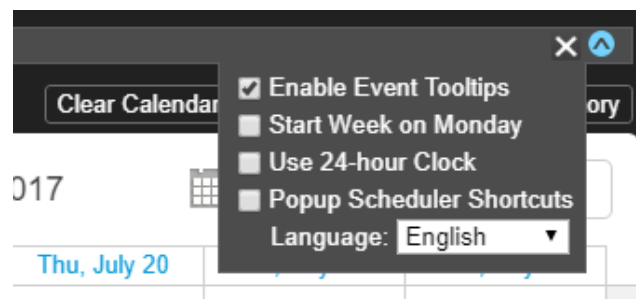 Enable Event Tooltips
Clear Calendar
ory
Start Week on Monday
Use 24-hour Clock
2017
Popup Scheduler Shortcuts
Language: English
Thu, July 20